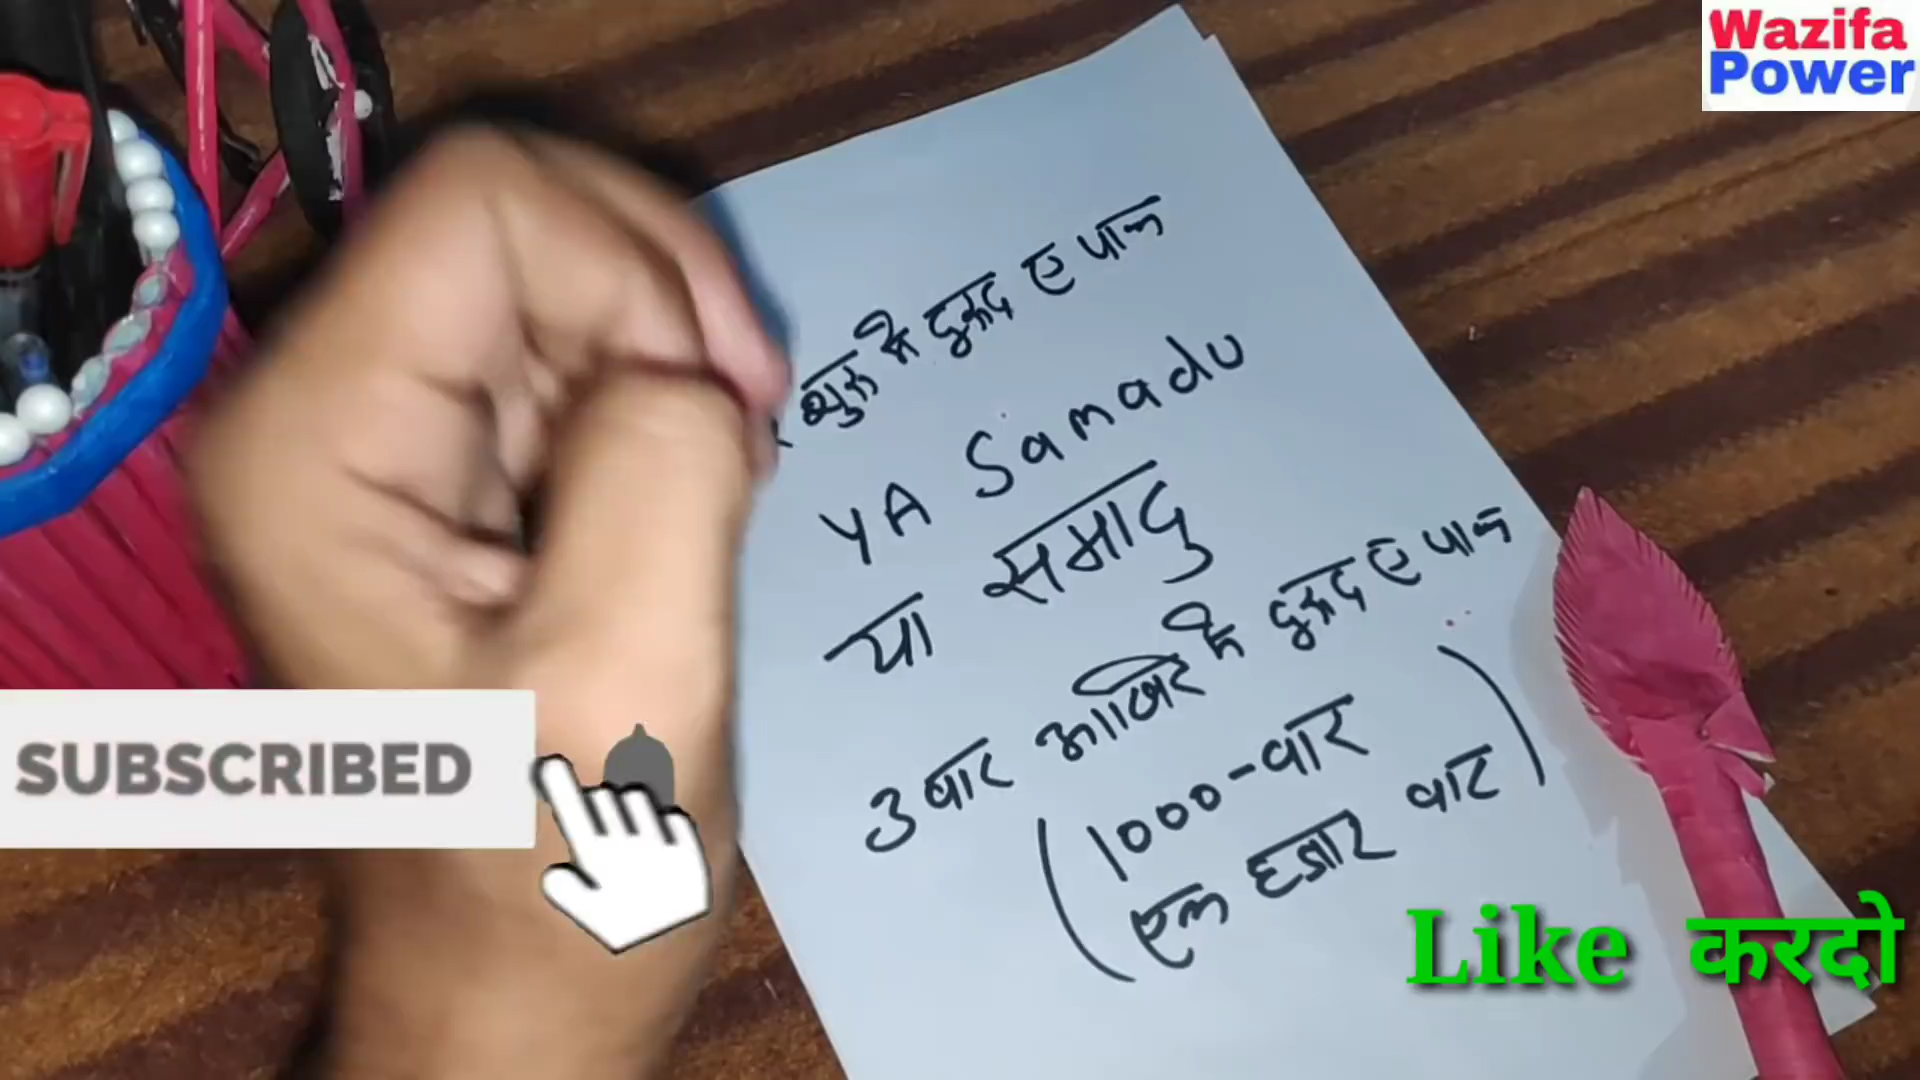 Wazifa
Power
शुरू में दुरूद ए पाक
YA Samadu
या समादु
3 बार आखिर में दुरूद ए पाक
(1000-बार
एक हजार बार)
SUBSCRIBED
Like करदो